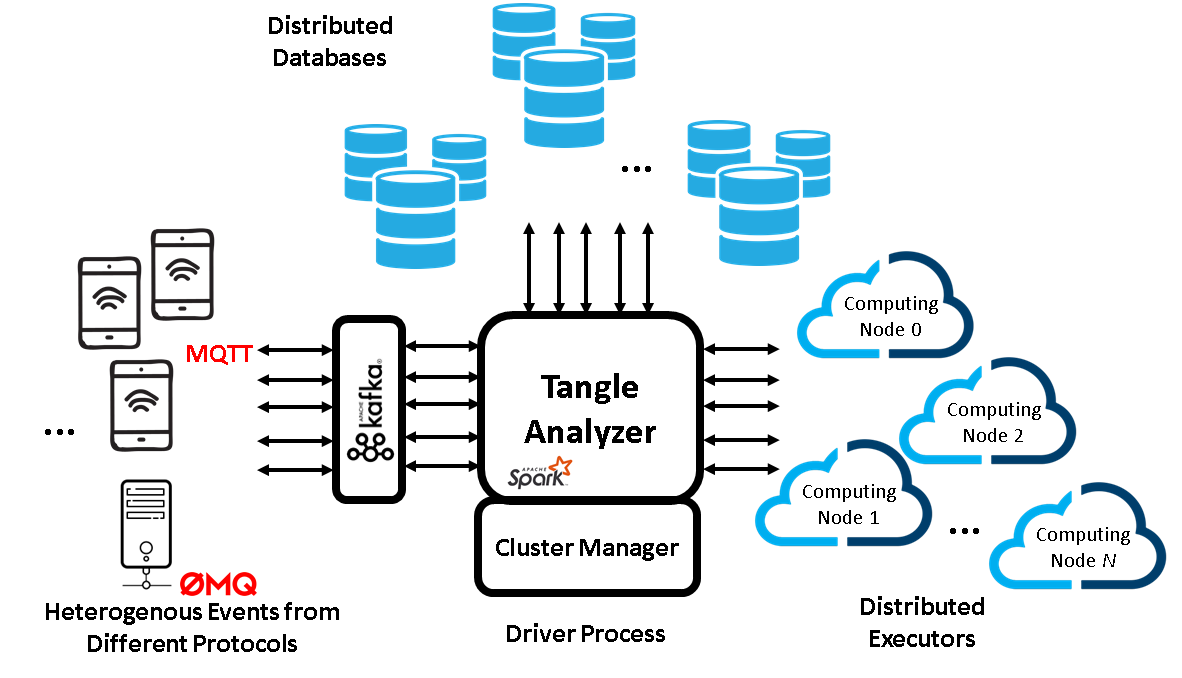 Distributed
Databases
...
MQTT
...
ØMQ
Heterogenous Events from
Different Protocols
APACHE
kafka®
Tangle
Analyzer
APACHE
Spark™
Cluster Manager
Driver Process
Computing
Node 0
Computing
Node 2
Computing
Node 1
...
Computing
Node N
Distributed
Executors